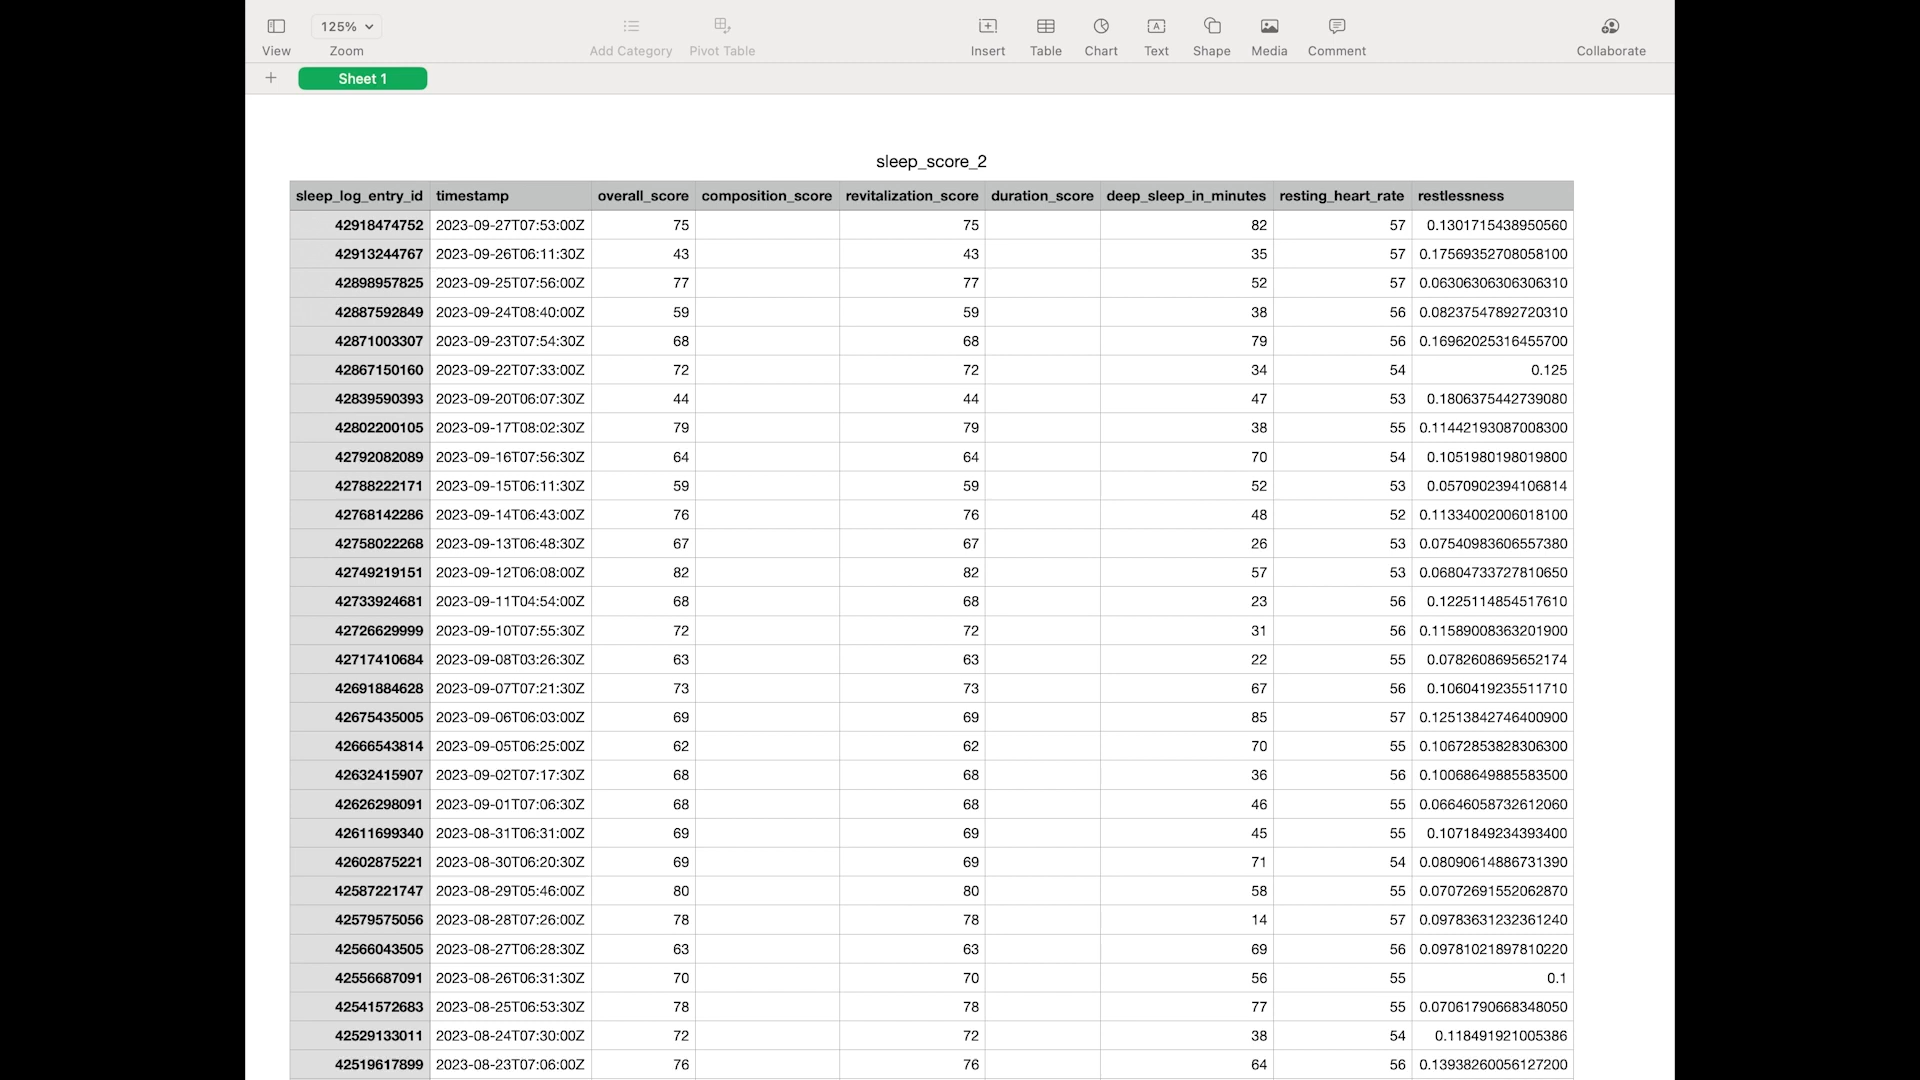 125%
View Zoom Add Category Pivot Table Insert Table Chart Text Shape Media Comment Collaborate
+ Sheet 1
sleep_score_2
sleep_log_entry_id timestamp overall_score composition_score revitalization_score duration_score deep_sleep_in_minutes resting_heart_rate restlessness
42918474752 2023-09-27T07:53:00Z 75 75 82 57 0.1301715438950560
42913244767 2023-09-26T06:11:30Z 43 43 35 57 0.17569352708058100
42898957825 2023-09-25T07:56:00Z 77 77 52 57 0.06306306306306310
42887592849 2023-09-24T08:40:00Z 59 59 38 56 0.08237547892720310
42871003307 2023-09-23T07:54:30Z 68 68 79 56 0.16962025316455700
42867150160 2023-09-22T07:33:00Z 72 72 34 54 0.125
42839590393 2023-09-20T06:07:30Z 44 44 47 53 0.1806375442739080
42802200105 2023-09-17T08:02:30Z 79 79 38 55 0.11442193087008300
42792082089 2023-09-16T07:56:30Z 64 64 70 54 0.1051980198019800
42788222171 2023-09-15T06:11:30Z 59 59 52 53 0.0570902394106814
42768142286 2023-09-14T06:43:00Z 76 76 48 52 0.11334002006018100
42758022268 2023-09-13T06:48:30Z 67 67 26 53 0.07540983606557380
42749219151 2023-09-12T06:08:00Z 82 82 57 53 0.06804733727810650
42733924681 2023-09-11T04:54:00Z 68 68 23 56 0.1225114854517610
42726629999 2023-09-10T07:55:30Z 72 72 31 56 0.11589008363201900
42717410684 2023-09-08T03:26:30Z 63 63 22 55 0.0782608695652174
42691884628 2023-09-07T07:21:30Z 73 73 67 56 0.1060419235511710
42675435005 2023-09-06T06:03:00Z 69 69 85 57 0.12513842746400900
42666543814 2023-09-05T06:25:00Z 62 62 70 55 0.10672853828306300
42632415907 2023-09-02T07:17:30Z 68 68 36 56 0.10068649885583500
42626298091 2023-09-01T07:06:30Z 68 68 46 55 0.06646058732612060
42611699340 2023-08-31T06:31:00Z 69 69 45 55 0.1071849234393400
42602875221 2023-08-30T06:20:30Z 69 69 71 54 0.08090614886731390
42587221747 2023-08-29T05:46:00Z 80 80 58 55 0.07072691552062870
42579575056 2023-08-28T07:26:00Z 78 78 14 57 0.09783631232361240
42566043505 2023-08-27T06:28:30Z 63 63 69 56 0.09781021897810220
42556687091 2023-08-26T06:31:30Z 70 70 56 55 0.1
42541572683 2023-08-25T06:53:30Z 78 78 77 55 0.07061790668348050
42529133011 2023-08-24T07:30:00Z 72 72 38 54 0.118491921005386
42519617899 2023-08-23T07:06:00Z 76 76 64 56 0.13938260056127200